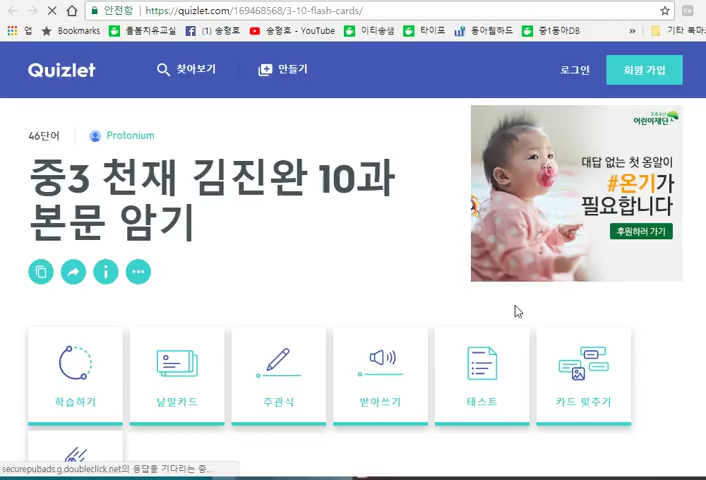 안전함 https://quizlet.com/169468568/3-10-flash-cards/
앱 Bookmarks 풀봄치유교실 (1) 송형호 송형호 - YouTube 이티송샘 타이포 동아웰하드 중1동아DB » 기타 북마
Quizlet 찾아보기 만들기 로그인 회원 가입
46단어 Protonium
중3 천재 김진완 10과
본문 암기
초록우산
어린이재단
대답 없는 첫 옹알이
#온기가
필요합니다
후원하러 가기
학습하기 낱말카드 주관식 받아쓰기 테스트 카드 맞추기
securepubads.g.doubleclick.net의 응답을 기다리는 중...